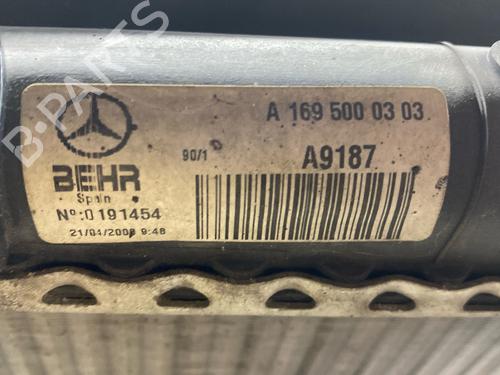 A 169 500 03 03
90/1
A9187
BEHR
Spain
Nº:0191454
21/04/2008 9:48
B-PARTS